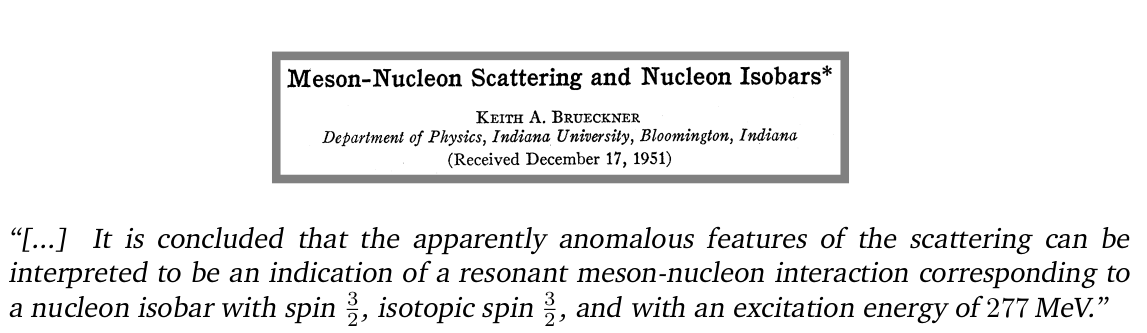 Meson-Nucleon Scattering and Nucleon Isobars*
KEITH A. BRUECKNER
Department of Physics, Indiana University, Bloomington, Indiana
(Received December 17, 1951)
“[...] It is concluded that the apparently anomalous features of the scattering can be
interpreted to be an indication of a resonant meson-nucleon interaction corresponding to
a nucleon isobar with spin 3/2, isotopic spin 3/2, and with an excitation energy of 277 MeV.”